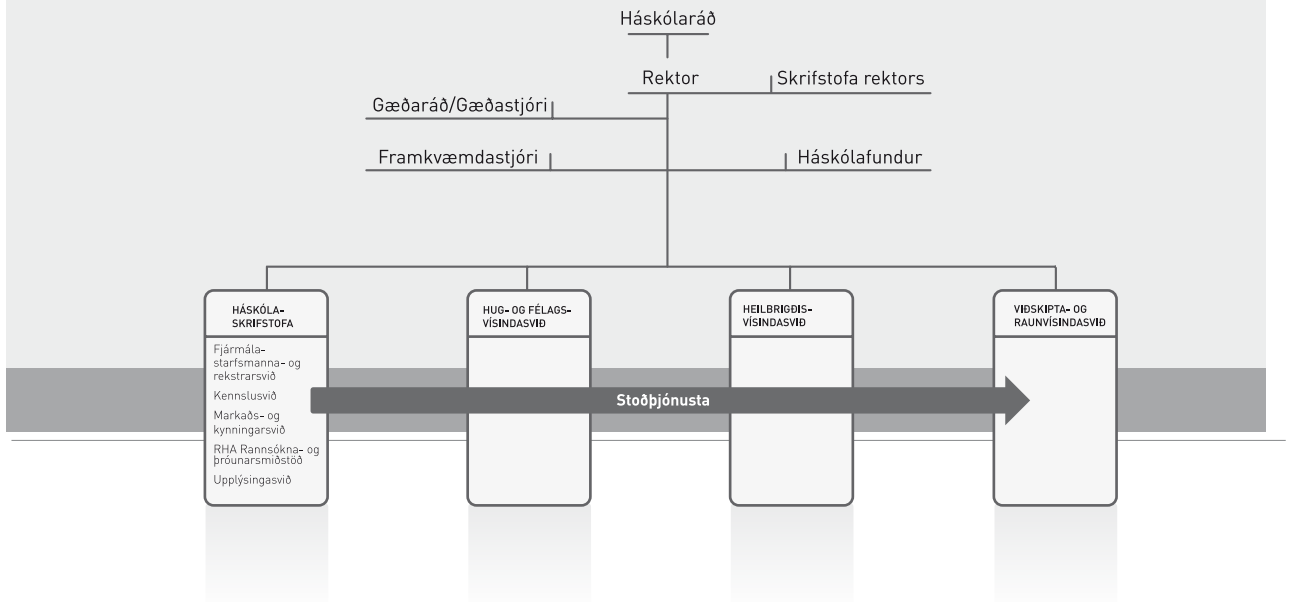 Háskólaráð
Rektor
Skrifstofa rektors
Gæðaráð/Gæðastjóri
Framkvæmdastjóri
Háskólafundur
HÁSKÓLA-
SKRIFSTOFA
Fjármála-
starfsmanna- og
rekstrarsvið
Kennslusvið
Markaðs- og
kynningarsvið
RHA Rannsókna- og
þróunarsmiðstöð
Upplýsingasvið
HUG- OG FÉLAGS-
VÍSINDASVIÐ
HEILBRIGÐIS-
VÍSINDASVIÐ
VIÐSKIPTA- OG
RAUNVÍSINDASVIÐ
Stoðþjónusta